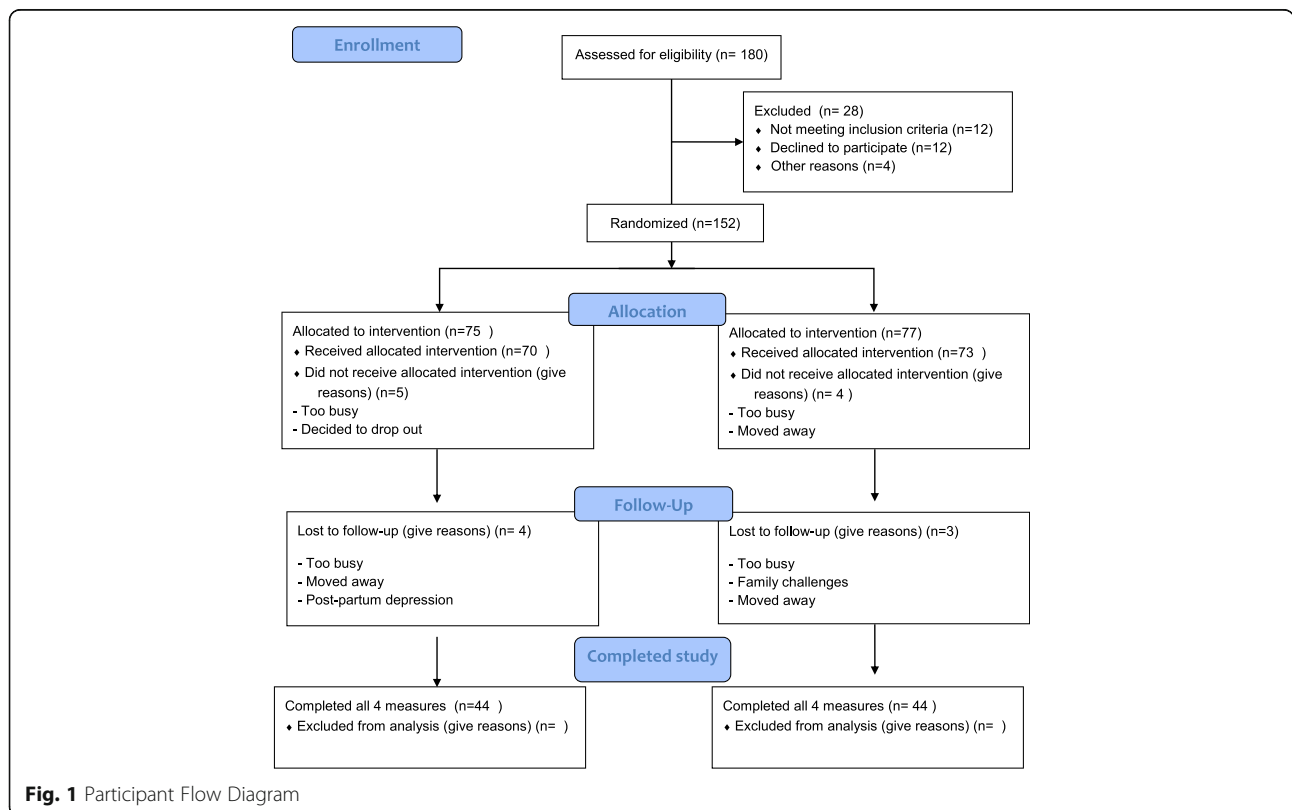 Enrollment
Assessed for eligibility (n= 180)
Excluded (n= 28)
♦ Not meeting inclusion criteria (n=12)
♦ Declined to participate (n=12)
♦ Other reasons (n=4)
Randomized (n=152)
Allocation
Allocated to intervention (n=75 )
♦ Received allocated intervention (n=70 )
♦ Did not receive allocated intervention (give
reasons) (n=5)
- Too busy
- Decided to drop out
Allocated to intervention (n=77)
♦ Received allocated intervention (n=73 )
♦ Did not receive allocated intervention (give
reasons) (n= 4 )
- Too busy
- Moved away
Follow-Up
Lost to follow-up (give reasons) (n= 4)
- Too busy
- Moved away
- Post-partum depression
Lost to follow-up (give reasons) (n=3)
- Too busy
- Family challenges
- Moved away
Completed study
Completed all 4 measures (n=44 )
♦ Excluded from analysis (give reasons) (n= )
Completed all 4 measures (n= 44 )
♦ Excluded from analysis (give reasons) (n= )
Fig. 1 Participant Flow Diagram